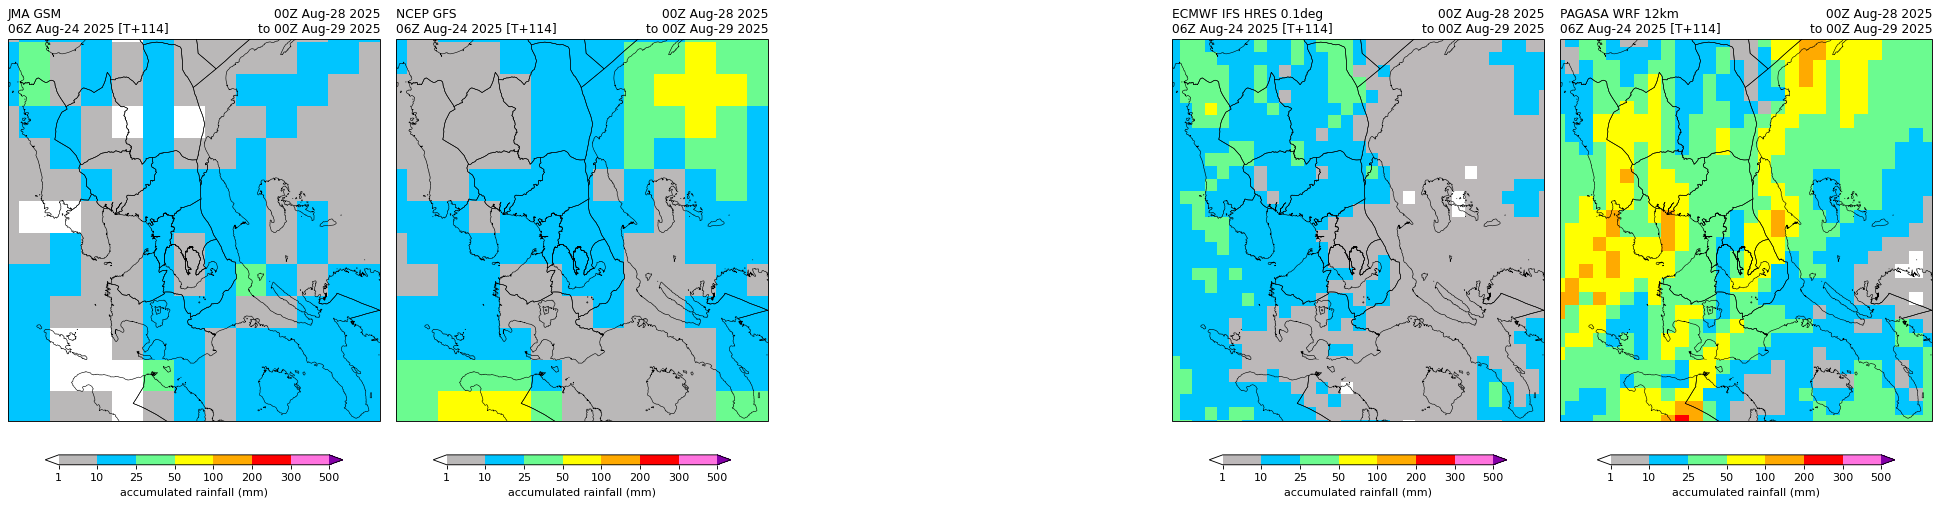 JMA GSM
00Z Aug-28 2025
06Z Aug-24 2025 [T+114]
to 00Z Aug-29 2025
NCEP GFS
00Z Aug-28 2025
06Z Aug-24 2025 [T+114]
to 00Z Aug-29 2025
ECMWF IFS HRES 0.1deg
00Z Aug-28 2025
06Z Aug-24 2025 [T+114]
to 00Z Aug-29 2025
PAGASA WRF 12km
00Z Aug-28 2025
06Z Aug-24 2025 [T+114]
to 00Z Aug-29 2025
1 10 25 50 100 200 300 500
accumulated rainfall (mm)
1 10 25 50 100 200 300 500
accumulated rainfall (mm)
1 10 25 50 100 200 300 500
accumulated rainfall (mm)
1 10 25 50 100 200 300 500
accumulated rainfall (mm)